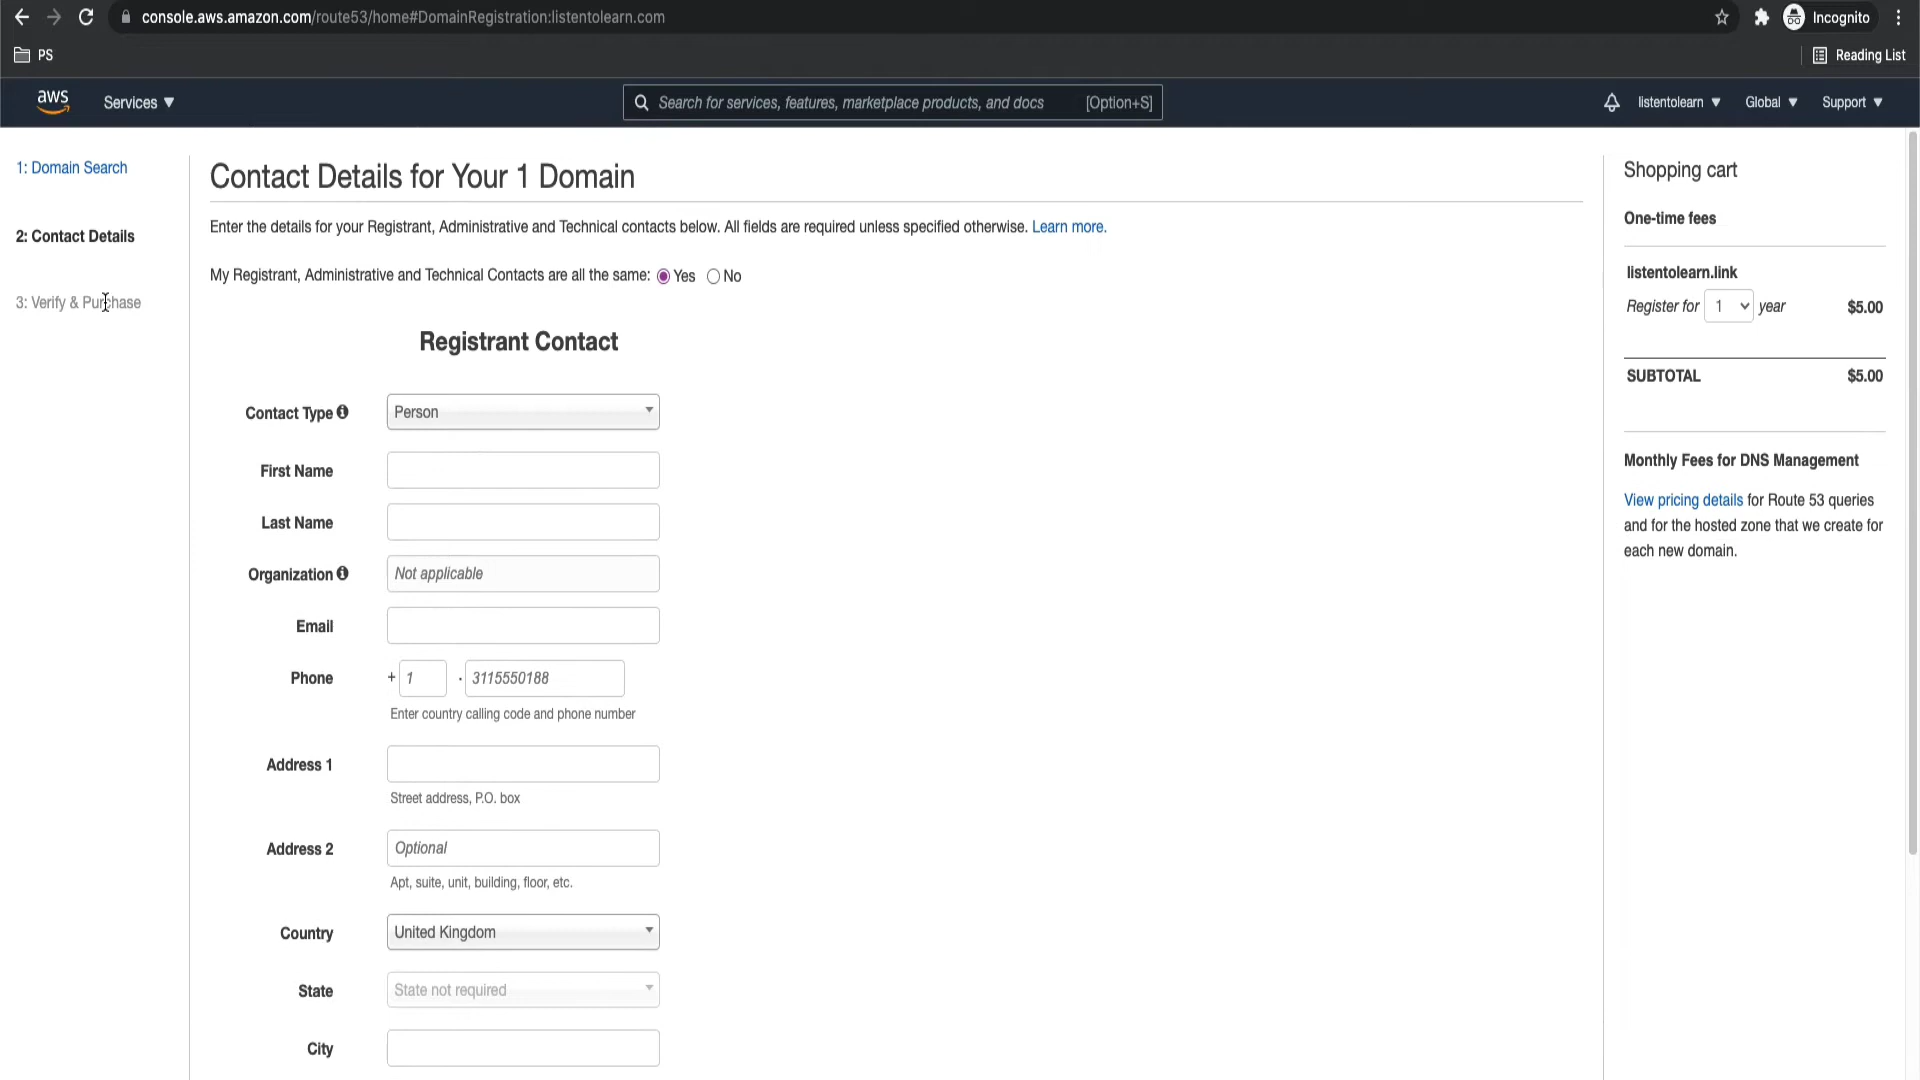 console.aws.amazon.com/route53/home#DomainRegistration:listentolearn.com
Incognito
PS
Reading List
aws
Services ▼
Search for services, features, marketplace products, and docs [Option+S]
listentolearn ▼
Global ▼
Support ▼
1: Domain Search
2: Contact Details
3: Verify & Purchase
Contact Details for Your 1 Domain
Enter the details for your Registrant, Administrative and Technical contacts below. All fields are required unless specified otherwise. Learn more.
My Registrant, Administrative and Technical Contacts are all the same: Yes No
Registrant Contact
Contact Type Person
First Name
Last Name
Organization Not applicable
Email
Phone + 1 . 3115550188
Enter country calling code and phone number
Address 1
Street address, P.O. box
Address 2 Optional
Apt, suite, unit, building, floor, etc.
Country United Kingdom
State State not required
City
Shopping cart
One-time fees
listentolearn.link
Register for 1 year $5.00
SUBTOTAL $5.00
Monthly Fees for DNS Management
View pricing details for Route 53 queries
and for the hosted zone that we create for
each new domain.